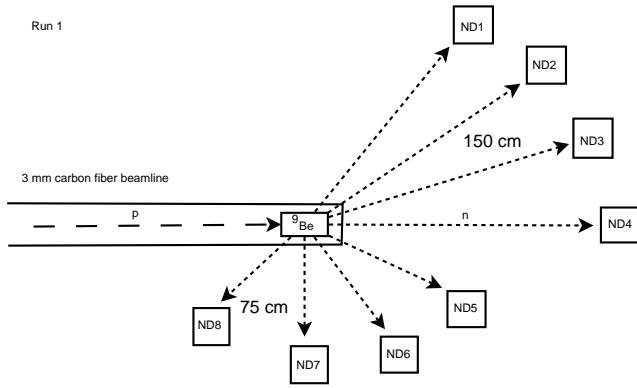 Run 1
ND1
ND2
150 cm
ND3
3 mm carbon fiber beamline
p
⁹Be
n
ND4
75 cm
ND5
ND8
ND6
ND7